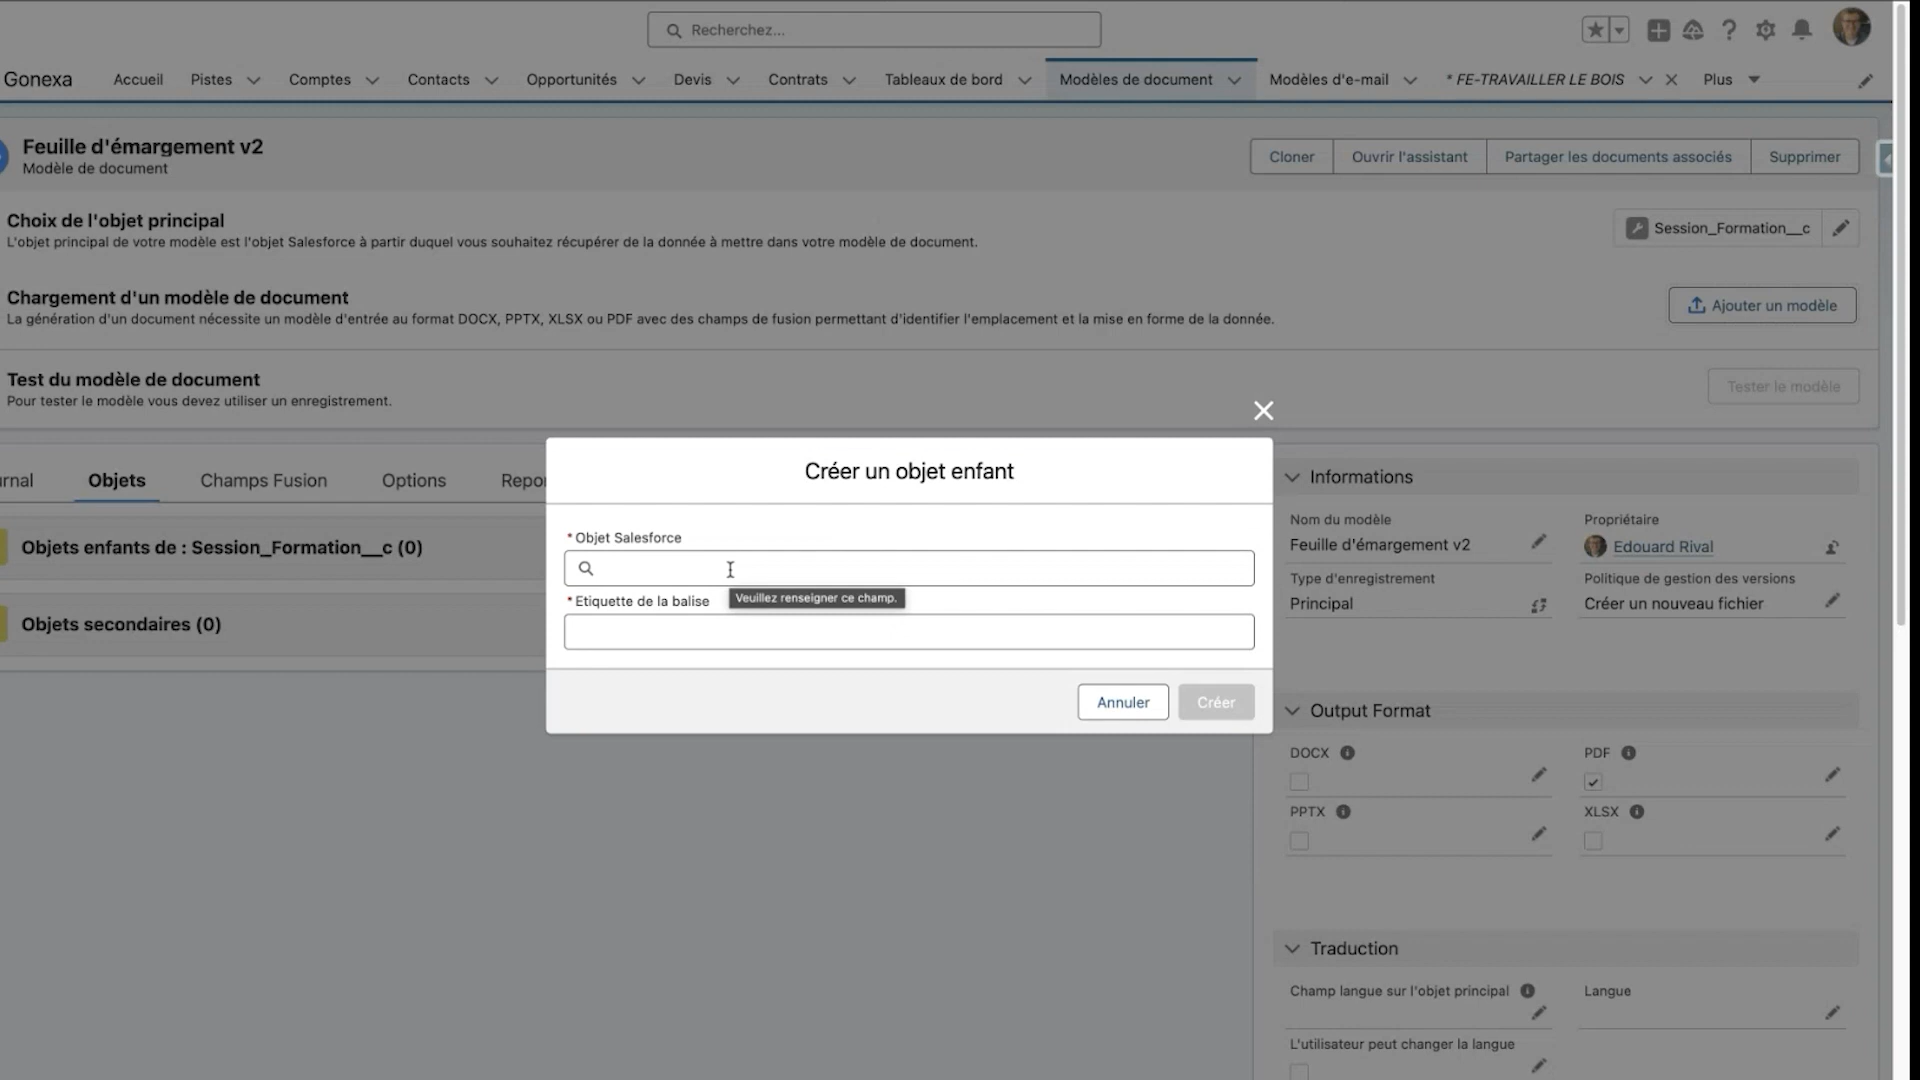 Recherchez...
Gonexa Accueil Pistes Comptes Contacts Opportunités Devis Contrats Tableaux de bord Modèles de document Modèles d'e-mail * FE-TRAVAILLER LE BOIS Plus
Feuille d'émargement v2
Modèle de document
Cloner Ouvrir l'assistant Partager les documents associés Supprimer
Choix de l'objet principal
L'objet principal de votre modèle est l'objet Salesforce à partir duquel vous souhaitez récupérer de la donnée à mettre dans votre modèle de document.
Session_Formation__c
Chargement d'un modèle de document
La génération d'un document nécessite un modèle d'entrée au format DOCX, PPTX, XLSX ou PDF avec des champs de fusion permettant d'identifier l'emplacement et la mise en forme de la donnée.
Ajouter un modèle
Test du modèle de document
Pour tester le modèle vous devez utiliser un enregistrement.
Tester le modèle
urnal Objets Champs Fusion Options Repor
Objets enfants de : Session_Formation__c (0)
Objets secondaires (0)
Créer un objet enfant
* Objet Salesforce
Veuillez renseigner ce champ.
* Etiquette de la balise
Annuler Créer
Informations
Nom du modèle Propriétaire
Feuille d'émargement v2 Edouard Rival
Type d'enregistrement Politique de gestion des versions
Principal Créer un nouveau fichier
Output Format
DOCX PDF
PPTX XLSX
Traduction
Champ langue sur l'objet principal Langue
L'utilisateur peut changer la langue